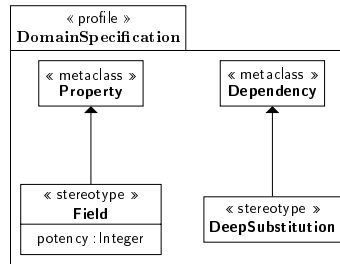 « profile »
DomainSpecification
« metaclass »
Property
« metaclass »
Dependency
« stereotype »
Field
potency : Integer
« stereotype »
DeepSubstitution